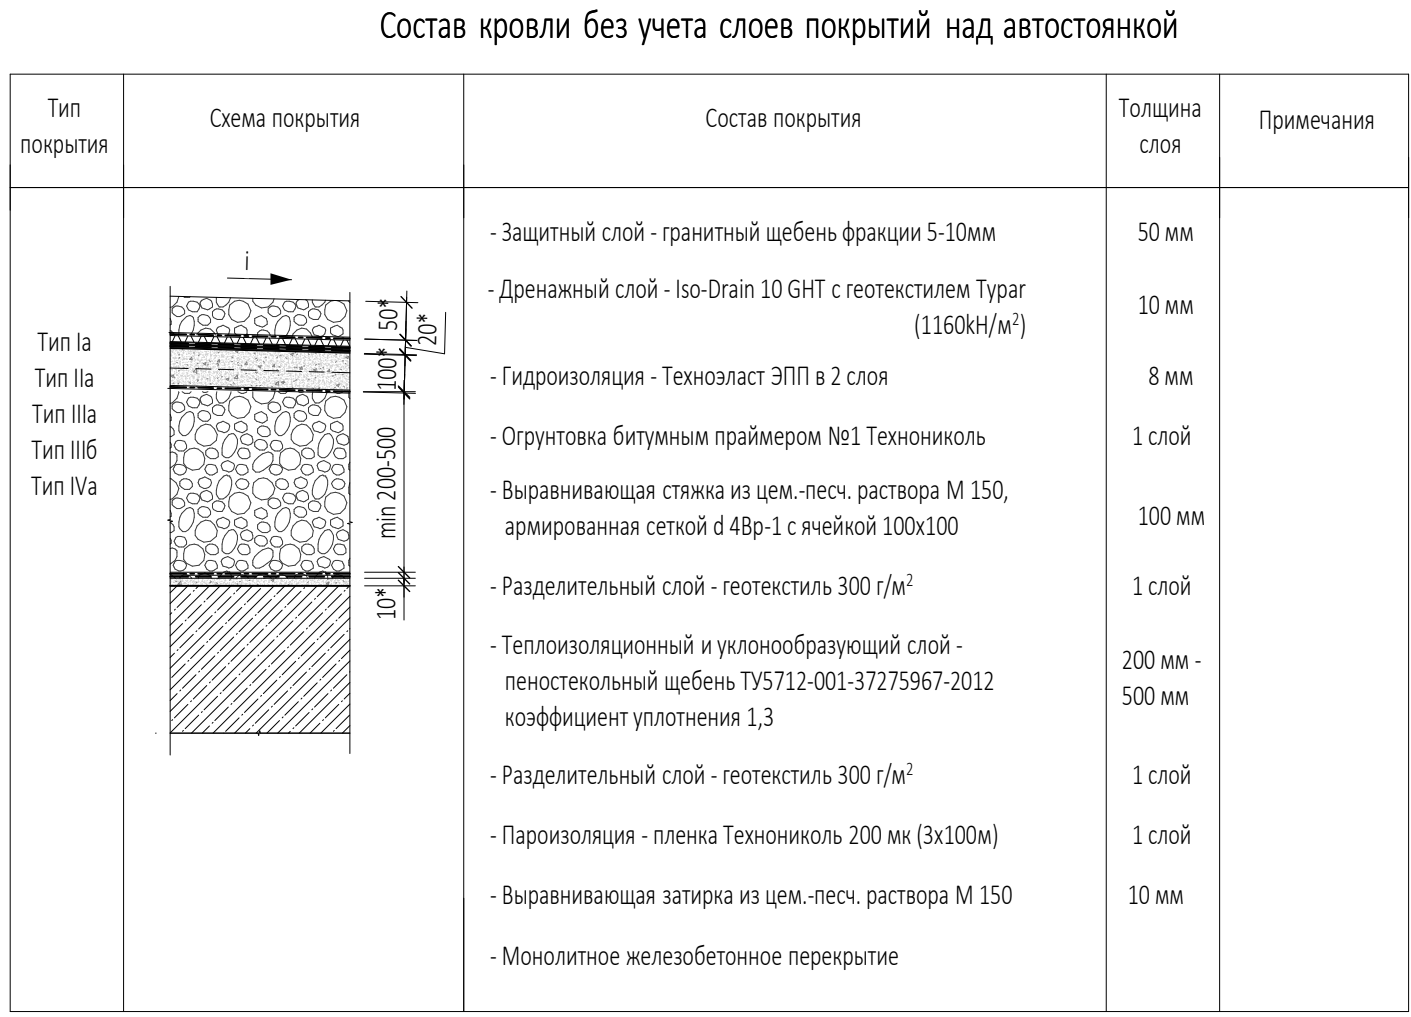 Состав кровли без учета слоев покрытий над автостоянкой
Тип
покрытия
Схема покрытия
Состав покрытия
Толщина
слоя
Примечания
Тип Iа
Тип IIа
Тип IIIа
Тип IIIб
Тип IVа
i
50*
20*
100*
min 200-500
10*
- Защитный слой - гранитный щебень фракции 5-10мм
50 мм
- Дренажный слой - Iso-Drain 10 GHT с геотекстилем Typar
(1160kH/м²)
10 мм
- Гидроизоляция - Техноэласт ЭПП в 2 слоя
8 мм
- Огрунтовка битумным праймером №1 Технониколь
1 слой
- Выравнивающая стяжка из цем.-песч. раствора М 150,
армированная сеткой d 4Вр-1 с ячейкой 100х100
100 мм
- Разделительный слой - геотекстиль 300 г/м²
1 слой
- Теплоизоляционный и уклонообразующий слой -
пеностекольный щебень ТУ5712-001-37275967-2012
коэффициент уплотнения 1,3
200 мм -
500 мм
- Разделительный слой - геотекстиль 300 г/м²
1 слой
- Пароизоляция - пленка Технониколь 200 мк (3х100м)
1 слой
- Выравнивающая затирка из цем.-песч. раствора М 150
10 мм
- Монолитное железобетонное перекрытие